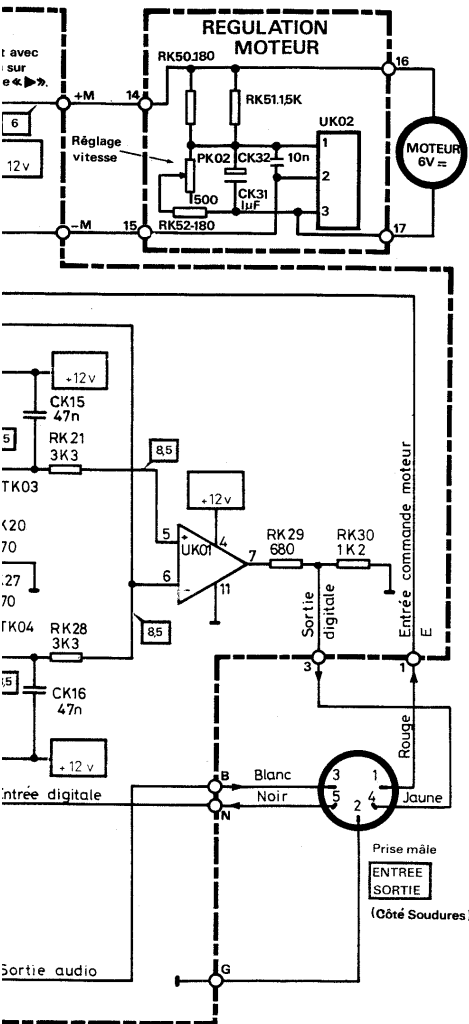 REGULATION
MOTEUR
t avec
sur
e «▶».
RK50.180
16
+M
14
RK51.1,5K
6
UK02
Réglage
vitesse
12 v
PK02
CK32
10n
1
2
3
MOTEUR
6V =
500
CK31
1µF
-M
15
RK52-180
17
+12 v
CK15
47n
5
RK21
3K3
8,5
TK03
+12 v
K20
70
5
+
UK01
4
7
RK29
680
RK30
1K2
Entrée commande moteur
E
6
-
11
.27
70
8,5
Sortie
digitale
TK04
RK28
3K3
3
1
8,5
CK16
47n
Rouge
+12 v
B
Blanc
3
1
Entrée digitale
Noir
5
2
4
Jaune
N
Prise mâle
ENTREE
SORTIE
(Côté Soudures)
Sortie audio
G